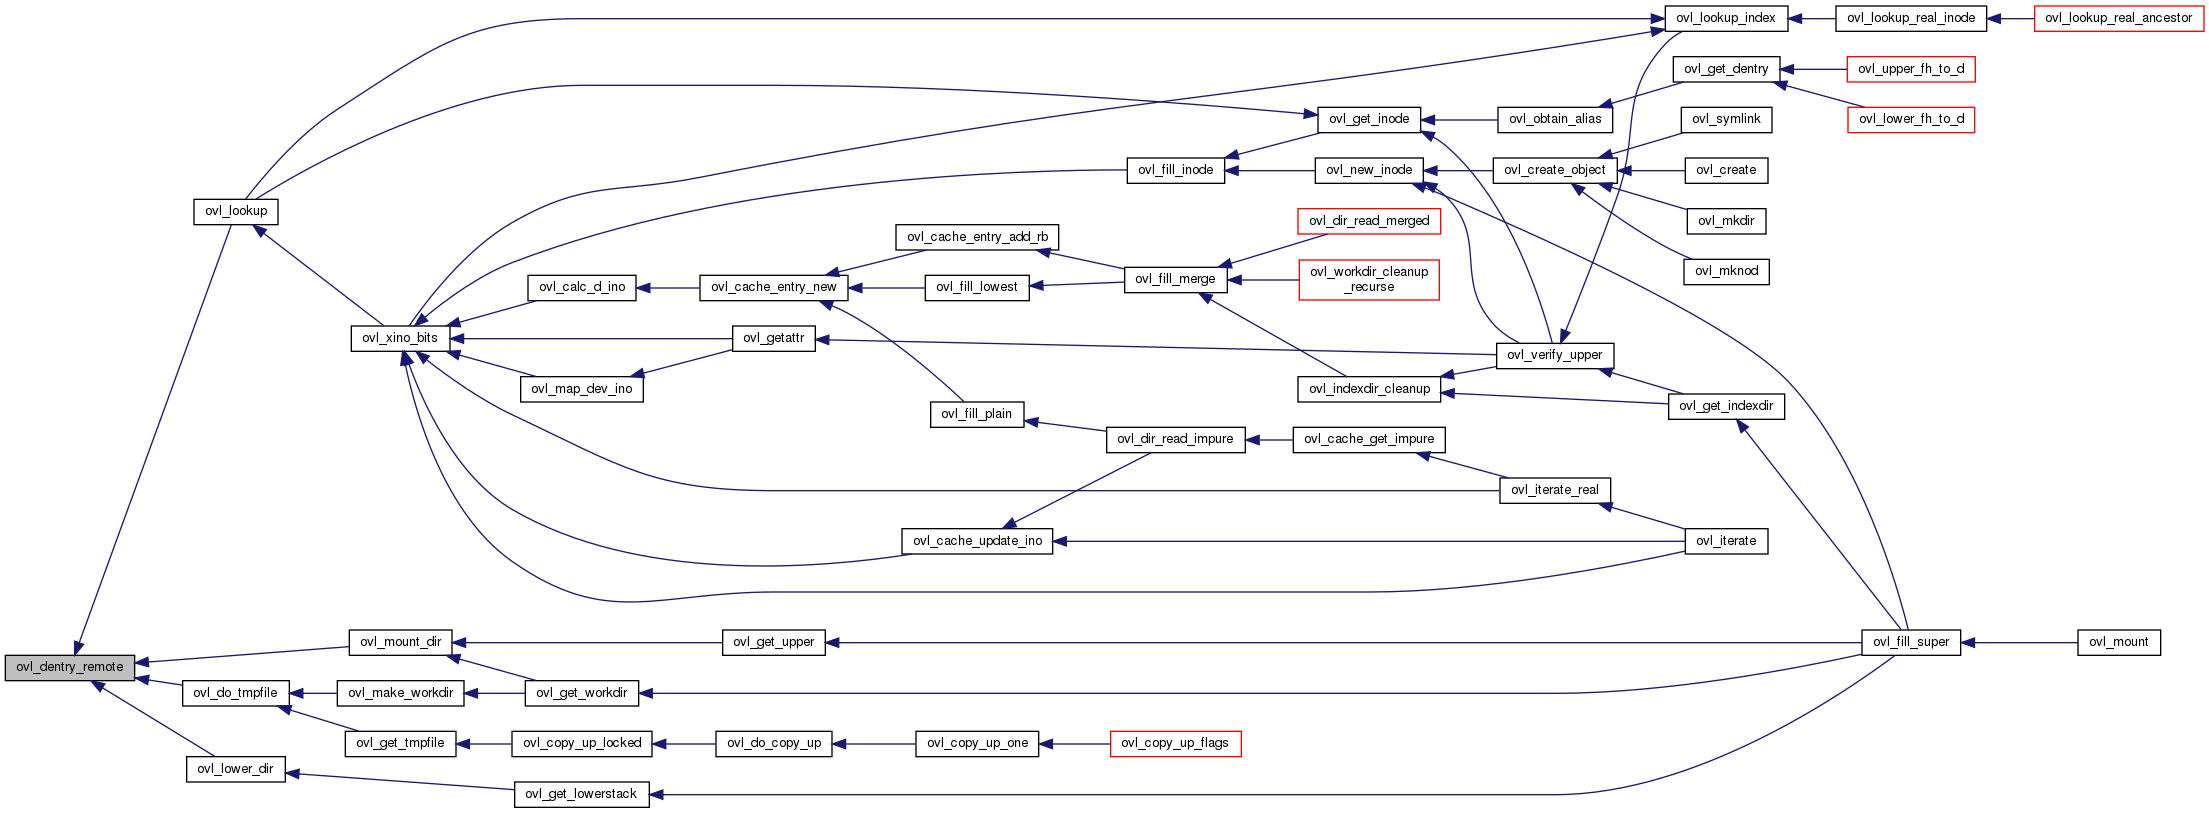 ovl_lookup_index
ovl_lookup_real_inode
ovl_lookup_real_ancestor
ovl_get_dentry
ovl_upper_fh_to_d
ovl_get_inode
ovl_obtain_alias
ovl_symlink
ovl_lower_fh_to_d
ovl_fill_inode
ovl_new_inode
ovl_create_object
ovl_create
ovl_lookup
ovl_dir_read_merged
ovl_mkdir
ovl_cache_entry_add_rb
ovl_calc_d_ino
ovl_cache_entry_new
ovl_fill_lowest
ovl_fill_merge
ovl_workdir_cleanup
_recurse
ovl_mknod
ovl_xino_bits
ovl_getattr
ovl_verify_upper
ovl_map_dev_ino
ovl_indexdir_cleanup
ovl_fill_plain
ovl_get_indexdir
ovl_dir_read_impure
ovl_cache_get_impure
ovl_iterate_real
ovl_cache_update_ino
ovl_iterate
ovl_dentry_remote
ovl_mount_dir
ovl_get_upper
ovl_fill_super
ovl_mount
ovl_do_tmpfile
ovl_make_workdir
ovl_get_workdir
ovl_get_tmpfile
ovl_copy_up_locked
ovl_do_copy_up
ovl_copy_up_one
ovl_copy_up_flags
ovl_lower_dir
ovl_get_lowerstack